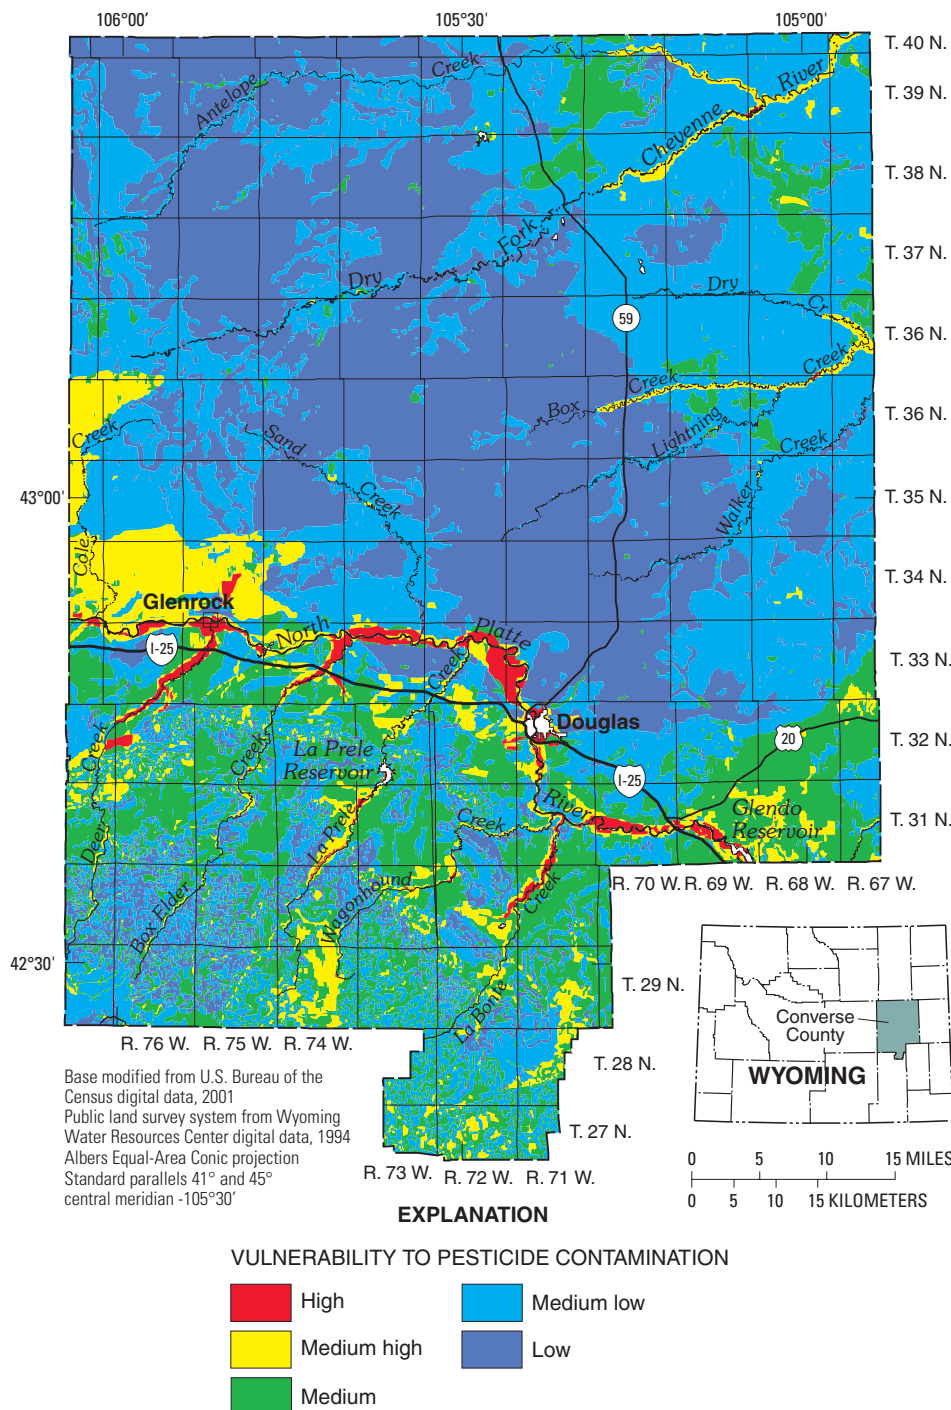 106°00'
105°30'
105°00'
T. 40 N.
T. 39 N.
T. 38 N.
T. 37 N.
T. 36 N.
T. 36 N.
T. 35 N.
T. 34 N.
T. 33 N.
T. 32 N.
T. 31 N.
Antelope Creek
Cheyenne River
Dry Fork
Dry Cr
59
Creek
Box Creek
Lightning
Walker Creek
Sand Creek
Cole Creek
43°00'
Glenrock
I-25
North Platte
Creek
Douglas
20
I-25
La Prele
Reservoir
River
Glendo
Reservoir
Deer Creek
Box Elder Creek
La Prele
Wagonhound Creek
La Bonte Creek
R. 70 W. R. 69 W. R. 68 W. R. 67 W.
42°30'
T. 29 N.
T. 28 N.
T. 27 N.
R. 76 W. R. 75 W. R. 74 W.
R. 73 W. R. 72 W. R. 71 W.
Converse
County
WYOMING
Base modified from U.S. Bureau of the
Census digital data, 2001
Public land survey system from Wyoming
Water Resources Center digital data, 1994
Albers Equal-Area Conic projection
Standard parallels 41° and 45°
central meridian -105°30'
0 5 10 15 MILES
0 5 10 15 KILOMETERS
EXPLANATION
VULNERABILITY TO PESTICIDE CONTAMINATION
High
Medium high
Medium
Medium low
Low